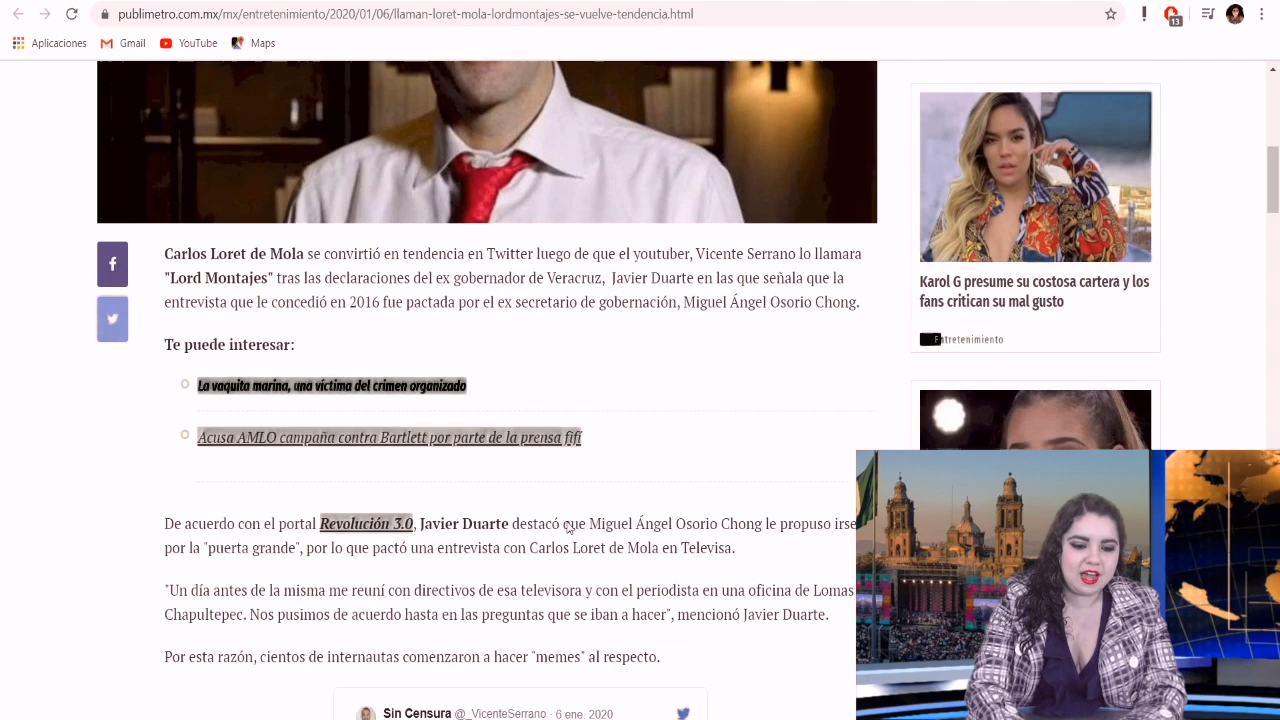 publimetro.com.mx/mx/entretenimiento/2020/01/06/llaman-loret-mola-lordmontajes-se-vuelve-tendencia.html
13
Aplicaciones Gmail YouTube Maps
Carlos Loret de Mola se convirtió en tendencia en Twitter luego de que el youtuber, Vicente Serrano lo llamara
"Lord Montajes" tras las declaraciones del ex gobernador de Veracruz, Javier Duarte en las que señala que la
entrevista que le concedió en 2016 fue pactada por el ex secretario de gobernación, Miguel Ángel Osorio Chong.
Te puede interesar:
La vaquita marina, una víctima del crimen organizado
Acusa AMLO campaña contra Bartlett por parte de la prensa fifí
De acuerdo con el portal Revolución 3.0, Javier Duarte destacó que Miguel Ángel Osorio Chong le propuso irse
por la "puerta grande", por lo que pactó una entrevista con Carlos Loret de Mola en Televisa.
"Un día antes de la misma me reuní con directivos de esa televisora y con el periodista en una oficina de Lomas
Chapultepec. Nos pusimos de acuerdo hasta en las preguntas que se iban a hacer", mencionó Javier Duarte.
Por esta razón, cientos de internautas comenzaron a hacer "memes" al respecto.
Sin Censura @_VicenteSerrano · 6 ene. 2020
Karol G presume su costosa cartera y los
fans critican su mal gusto
Entretenimiento